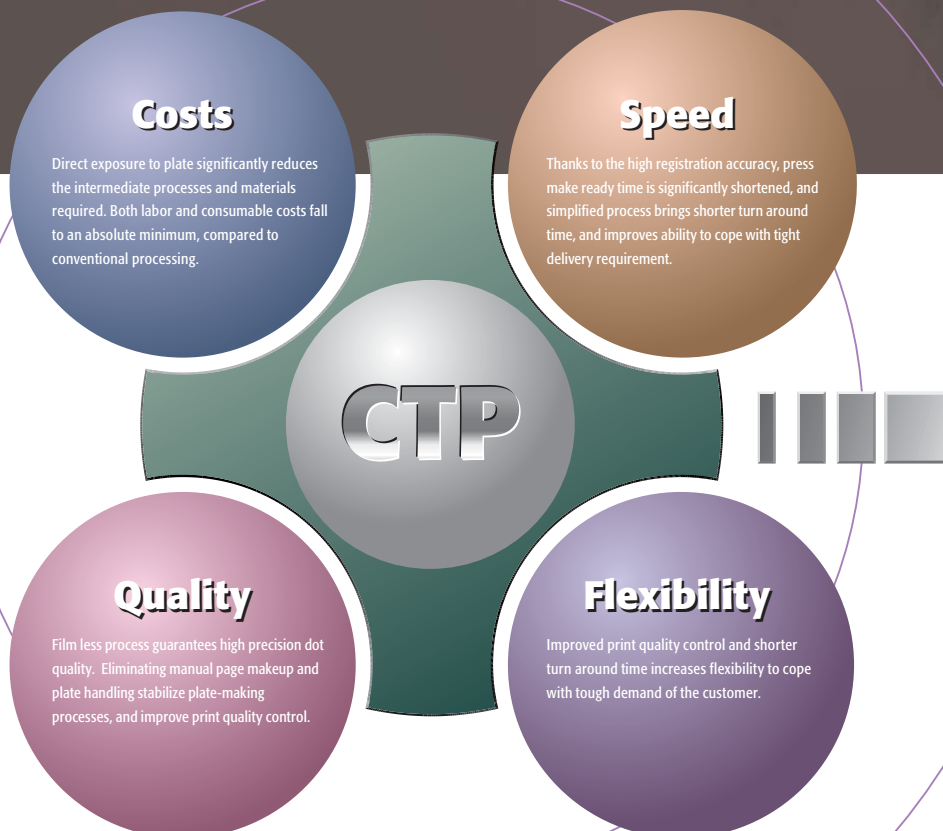 Costs
Direct exposure to plate significantly reduces
the intermediate processes and materials
required. Both labor and consumable costs fall
to an absolute minimum, compared to
conventional processing.
Speed
Thanks to the high registration accuracy, press
make ready time is significantly shortened, and
simplified process brings shorter turn around
time, and improves ability to cope with tight
delivery requirement.
CTP
Quality
Film less process guarantees high precision dot
quality.  Eliminating manual page makeup and
plate handling stabilize plate-making
processes, and improve print quality control.
Flexibility
Improved print quality control and shorter
turn around time increases flexibility to cope
with tough demand of the customer.